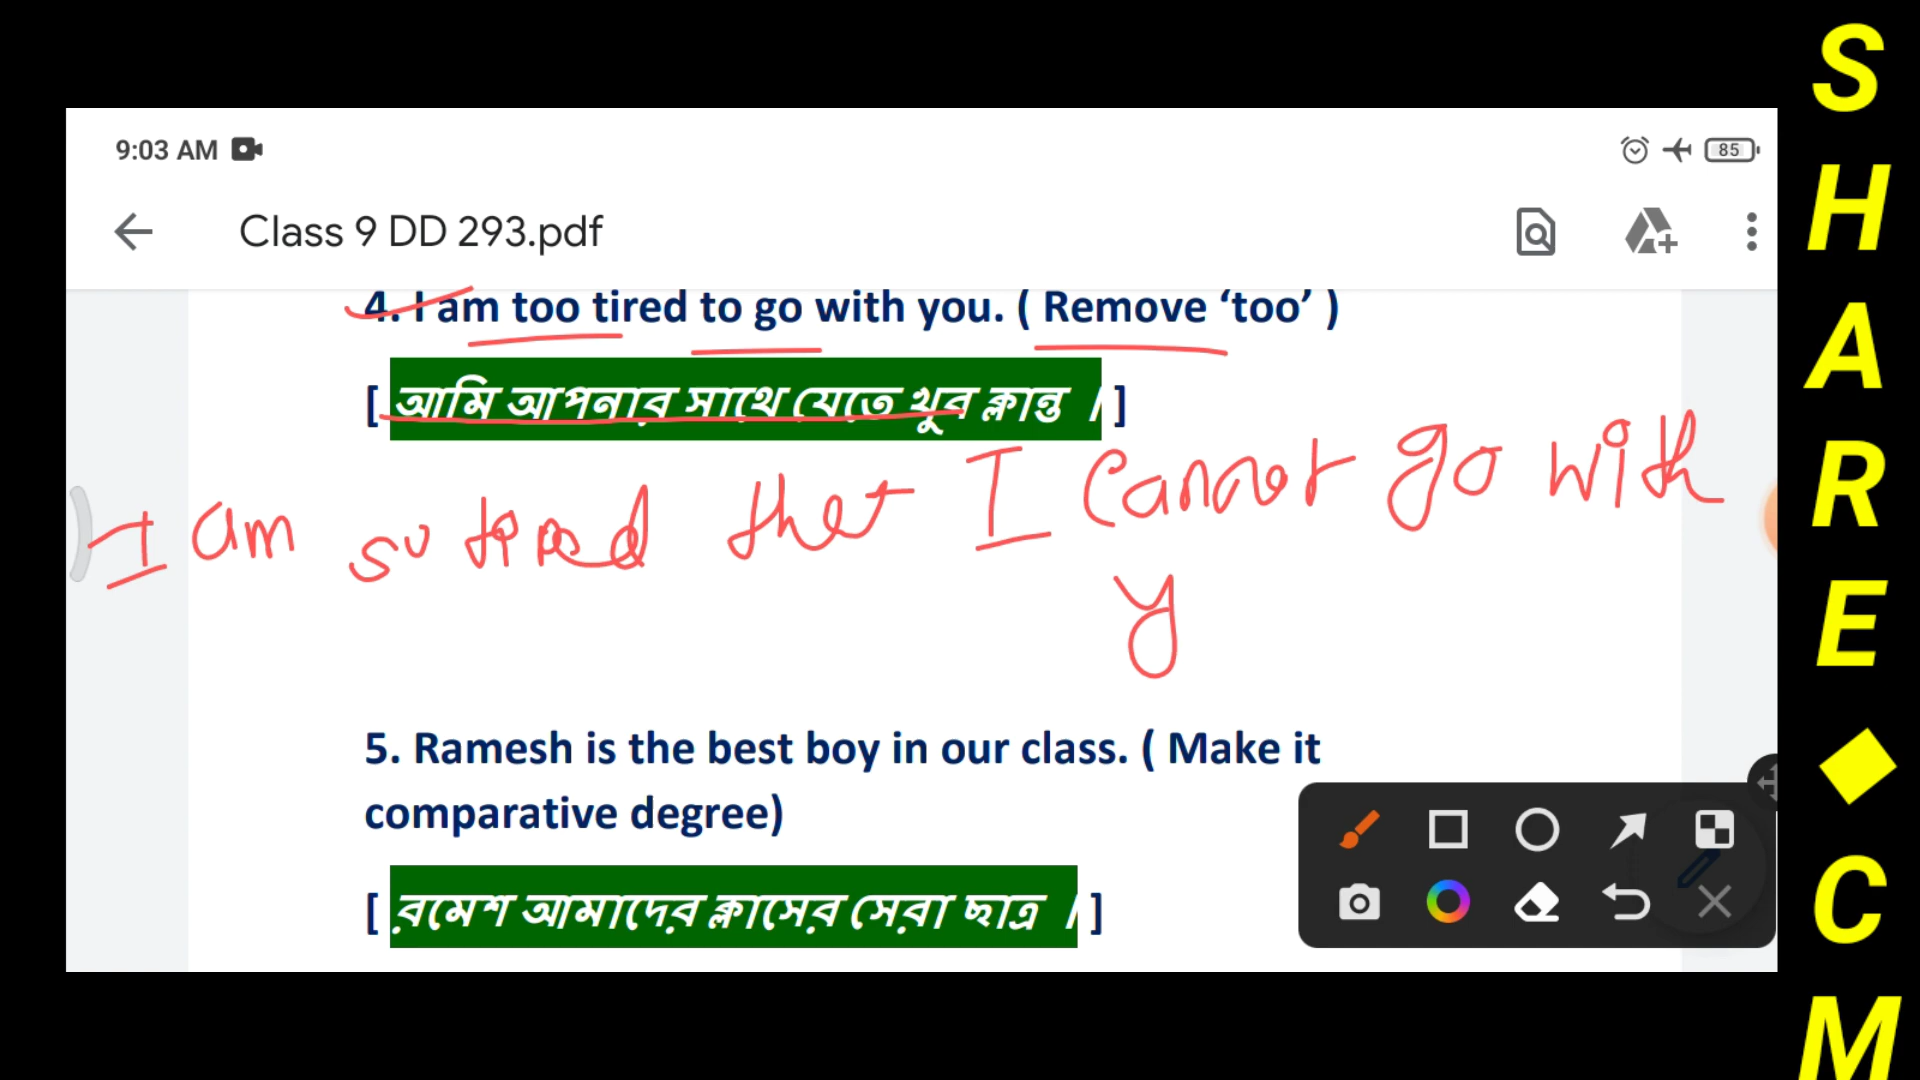 9:03 AM
85
Class 9 DD 293.pdf
4. I am too tired to go with you. ( Remove ‘too’ )
[ আমি আপনার সাথে যেতে খুব ক্লান্ত । ]
I am so tired that I cannot go with
y
5. Ramesh is the best boy in our class. ( Make it
comparative degree)
[ রমেশ আমাদের ক্লাসের সেরা ছাত্র । ]
SHARE◆CM